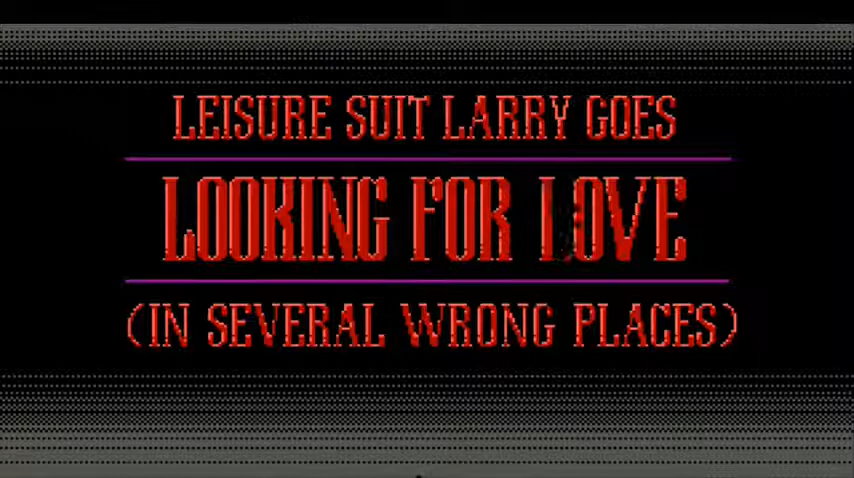 LEISURE SUIT LARRY GOES
LOOKING FOR LOVE
(IN SEVERAL WRONG PLACES)